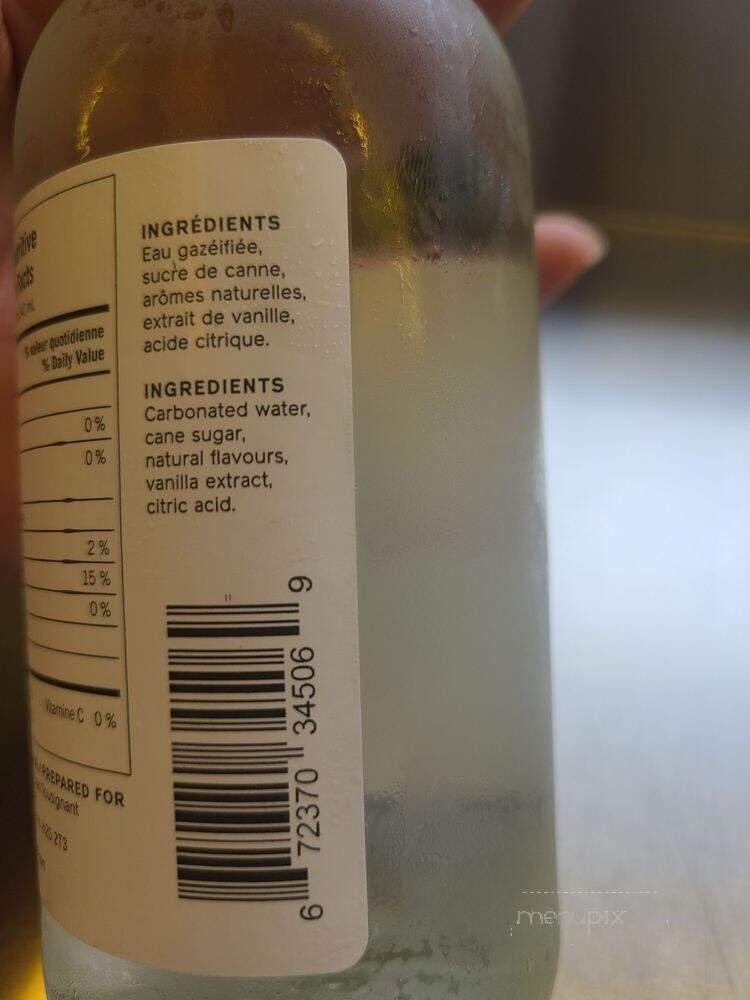 INGRÉDIENTS
Eau gazéifiée,
sucre de canne,
arômes naturelles,
extrait de vanille,
acide citrique.
INGREDIENTS
Carbonated water,
cane sugar,
natural flavours,
vanilla extract,
citric acid.
valeur quotidienne
% Daily Value
0 %
0 %
2 %
15 %
0 %
Vitamine C 0 %
PREPARED FOR
2T3
6 72370 34506 9
menupix